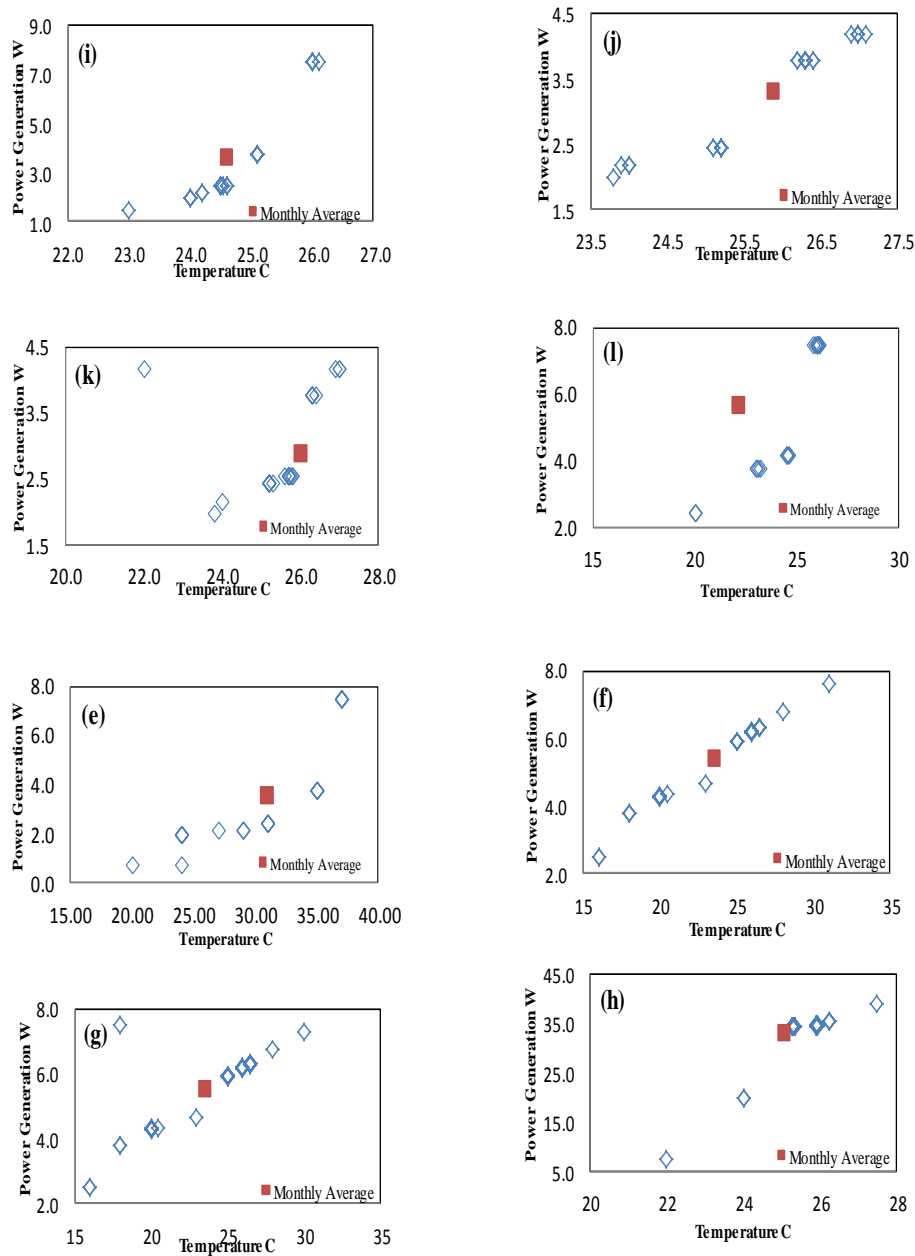 (i)
Power Generation W
9.0
7.0
5.0
3.0
1.0
22.0 23.0 24.0 25.0 26.0 27.0
Temperature C
Monthly Average
(j)
Power Generation W
4.5
3.5
2.5
1.5
23.5 24.5 25.5 26.5 27.5
Temperature C
Monthly Average
(k)
Power Generation W
4.5
3.5
2.5
1.5
20.0 22.0 24.0 26.0 28.0
Temperature C
Monthly Average
(l)
Power Generation W
8.0
6.0
4.0
2.0
15 20 25 30
Temperature C
Monthly Average
(e)
Power Generation W
8.0
6.0
4.0
2.0
0.0
15.00 20.00 25.00 30.00 35.00 40.00
Temperature C
Monthly Average
(f)
Power Generation W
8.0
6.0
4.0
2.0
15 20 25 30 35
Temperature C
Monthly Average
(g)
Power Generation W
8.0
6.0
4.0
2.0
15 20 25 30 35
Temperature C
Monthly Average
(h)
Power Generation W
45.0
35.0
25.0
15.0
5.0
20 22 24 26 28
Temperature C
Monthly Average